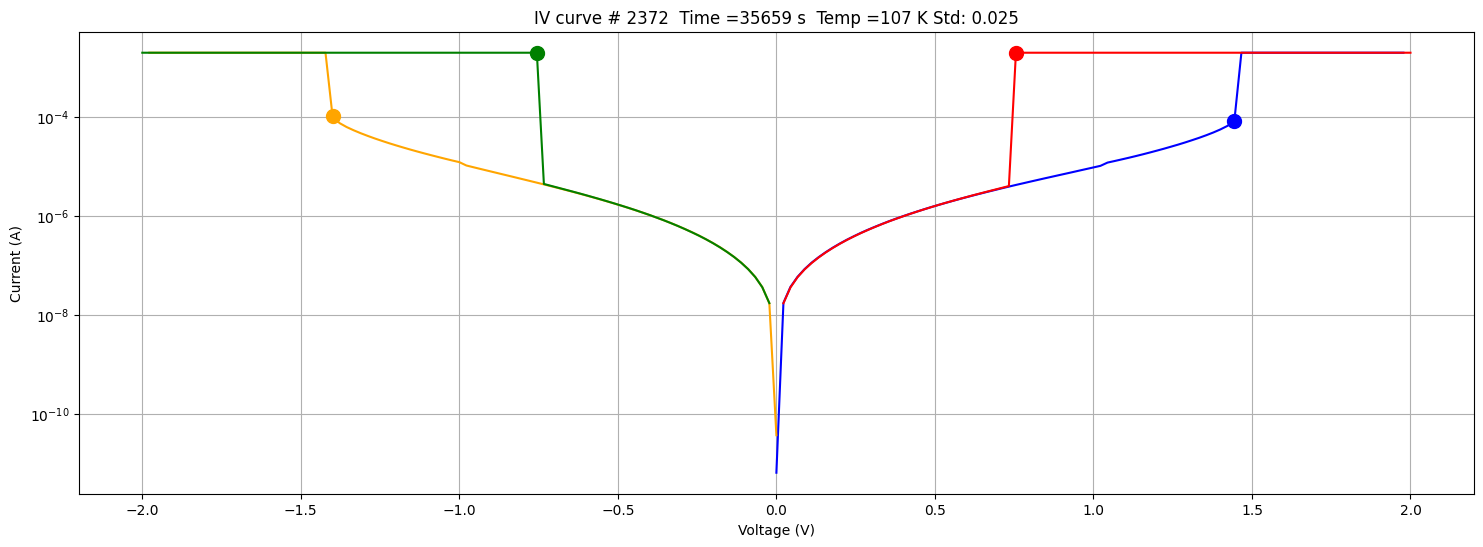 IV curve # 2372  Time =35659 s  Temp =107 K Std: 0.025
Current (A)
10⁻⁴
10⁻⁶
10⁻⁸
10⁻¹⁰
−2.0 −1.5 −1.0 −0.5 0.0 0.5 1.0 1.5 2.0
Voltage (V)